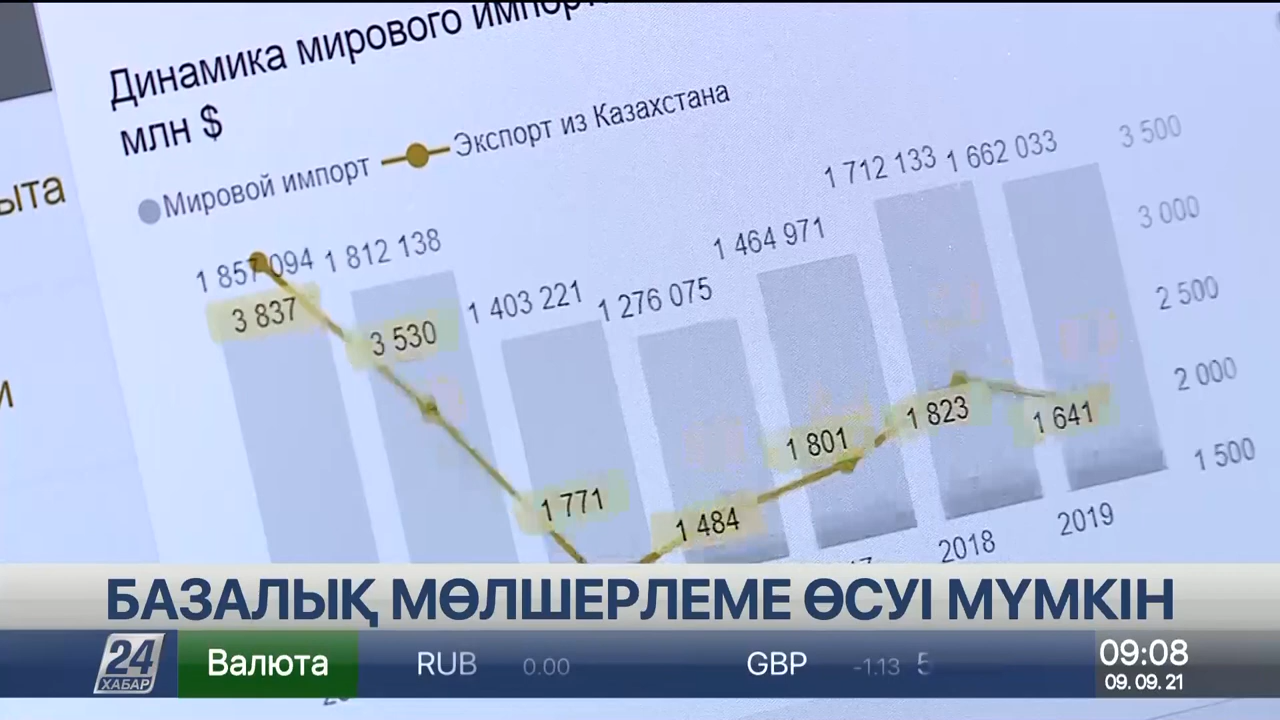 Динамика мирового
млн $
Мировой импорт
Экспорт из Казахстана
1 857 094
1 812 138
1 403 221
1 276 075
1 464 971
1 712 133
1 662 033
3 837
3 530
1 771
1 484
1 801
1 823
1 641
3 500
3 000
2 500
2 000
1 500
2018
2019
БАЗАЛЫҚ МӨЛШЕРЛЕМЕ ӨСУІ МҮМКІН
24
ХАБАР
Валюта
RUB 0.00
GBP -1.13
09:08
09.09.21